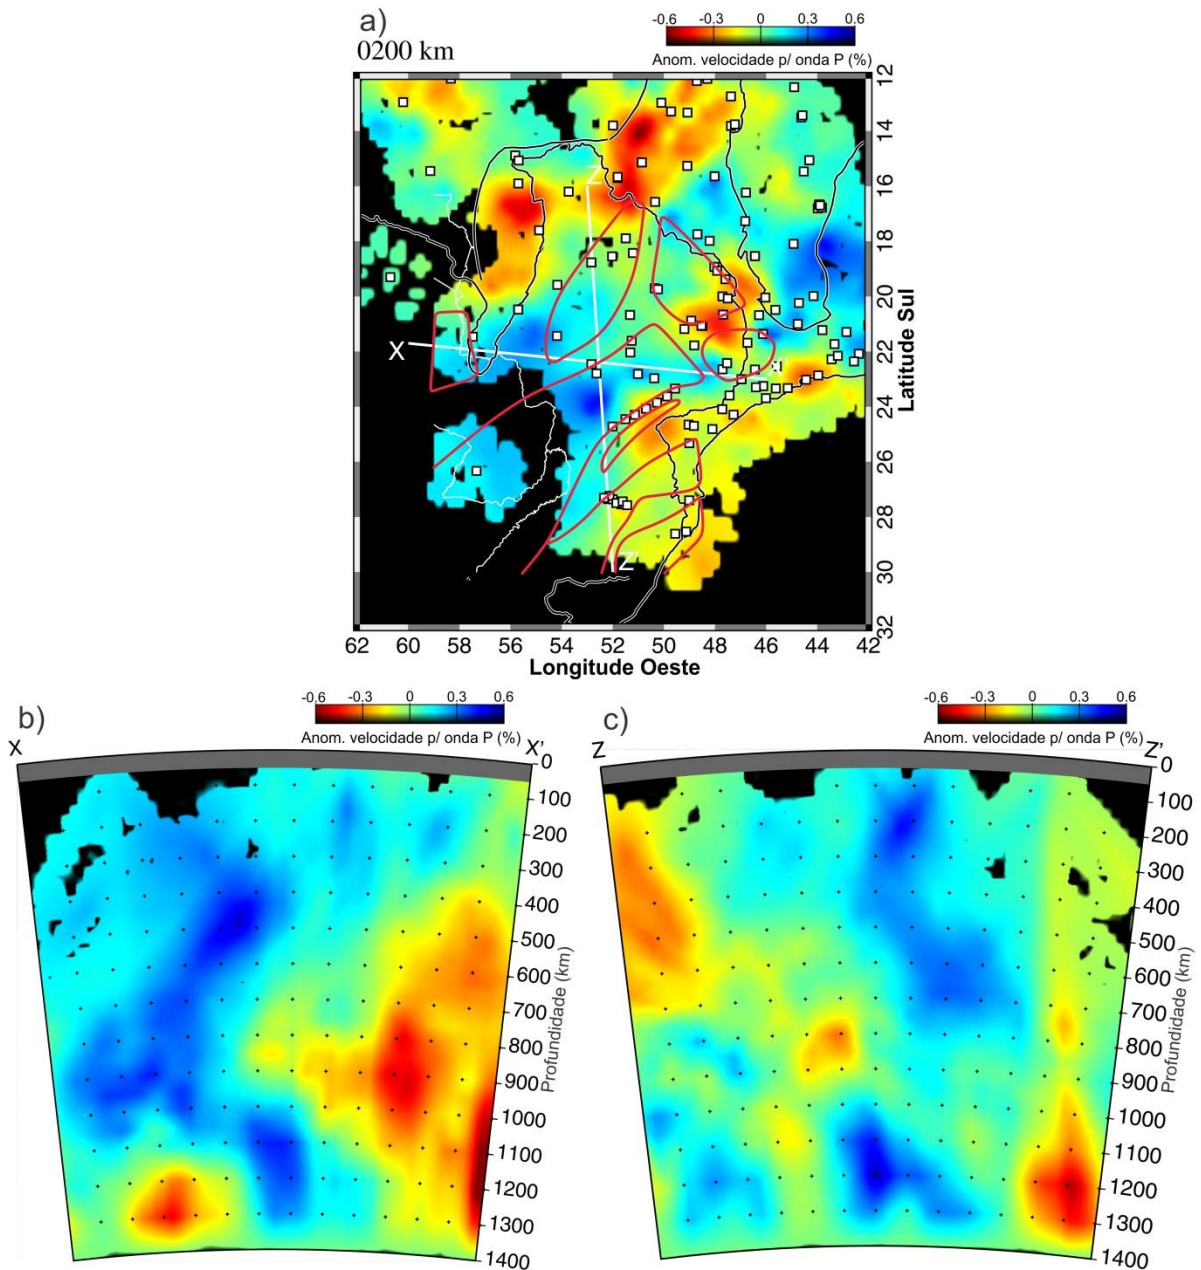 a)
0200 km
-0.6 -0.3 0 0.3 0.6
Anom. velocidade p/ onda P (%)
12
14
16
18
20
22
24
26
28
30
32
Latitude Sul
Z
X
X'
Z'
62 60 58 56 54 52 50 48 46 44 42
Longitude Oeste
b)
-0.6 -0.3 0 0.3 0.6
Anom. velocidade p/ onda P (%)
X
X'
0
100
200
300
400
500
600
700
800
900
1000
1100
1200
1300
1400
Profundidade (km)
c)
-0.6 -0.3 0 0.3 0.6
Anom. velocidade p/ onda P (%)
Z
Z'
0
100
200
300
400
500
600
700
800
900
1000
1100
1200
1300
1400
Profundidade (km)